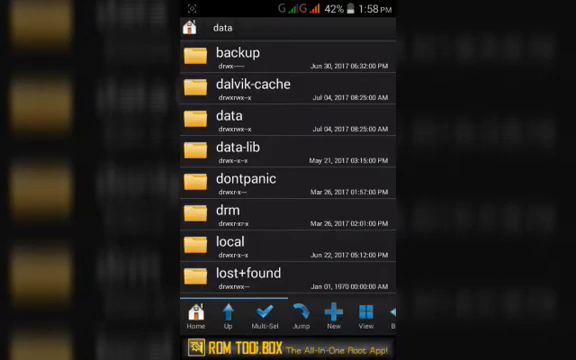 G G 42% 1:58 PM
data
backup
drwx------ Jun 30, 2017 06:32:00 PM
dalvik-cache
drwxrwx--x Jul 04, 2017 08:25:00 AM
data
drwxrwx--x Jul 04, 2017 08:25:00 AM
data-lib
drwx--x--x May 21, 2017 03:15:00 PM
dontpanic
drwxr-x--- Mar 26, 2017 01:57:00 PM
drm
drwxr-xr-x Mar 26, 2017 02:01:00 PM
local
drwxr-x--x Jun 22, 2017 05:12:00 PM
lost+found
drwxrwx--- Jan 01, 1970 00:00:00 AM
Home Up Multi-Sel Jump New View
ROM TOOLBOX The All-In-One Root App!